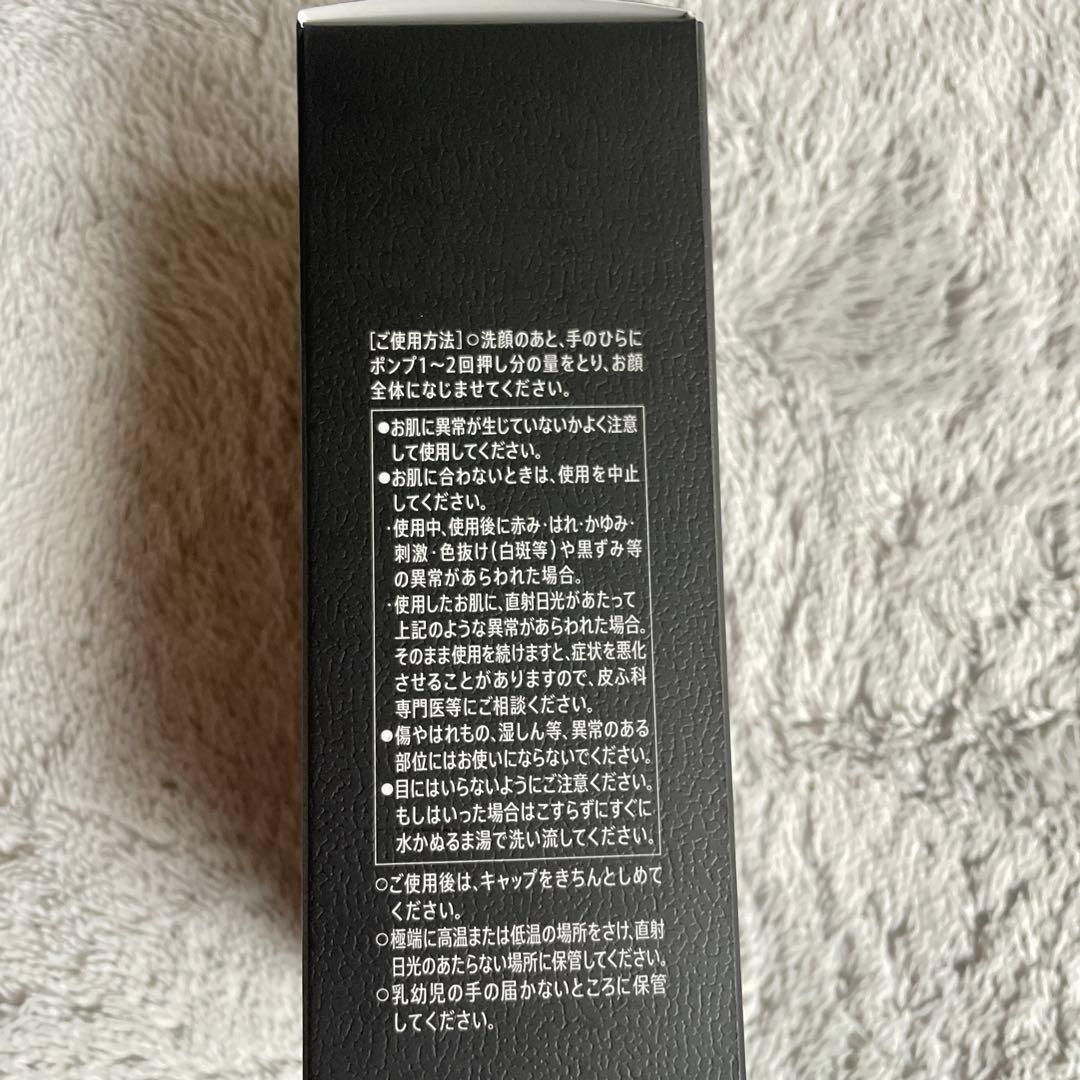 [ご使用方法]○洗顔のあと、手のひらに
ポンプ1〜2回押し分の量をとり、お顔
全体になじませてください。
●お肌に異常が生じていないかよく注意
して使用してください。
●お肌に合わないときは、使用を中止
してください。
・使用中、使用後に赤み・はれ・かゆみ・
刺激・色抜け(白斑等)や黒ずみ等
の異常があらわれた場合。
・使用したお肌に、直射日光があたって
上記のような異常があらわれた場合。
そのまま使用を続けますと、症状を悪化
させることがありますので、皮ふ科
専門医等にご相談ください。
●傷やはれもの、湿しん等、異常のある
部位にはお使いにならないでください。
●目にはいらないようにご注意ください。
もしはいった場合はこすらずにすぐに
水かぬるま湯で洗い流してください。
○ご使用後は、キャップをきちんとしめて
ください。
○極端に高温または低温の場所をさけ、直射
日光のあたらない場所に保管してください。
○乳幼児の手の届かないところに保管
してください。